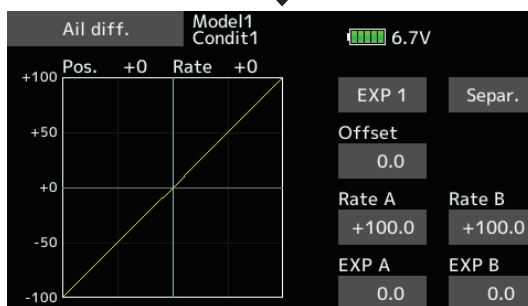 Ail diff.
Model1
Condit1
6.7V
Pos. +0 Rate +0
+100
+50
+0
-50
-100
EXP 1
Separ.
Offset
0.0
Rate A Rate B
+100.0 +100.0
EXP A EXP B
0.0 0.0